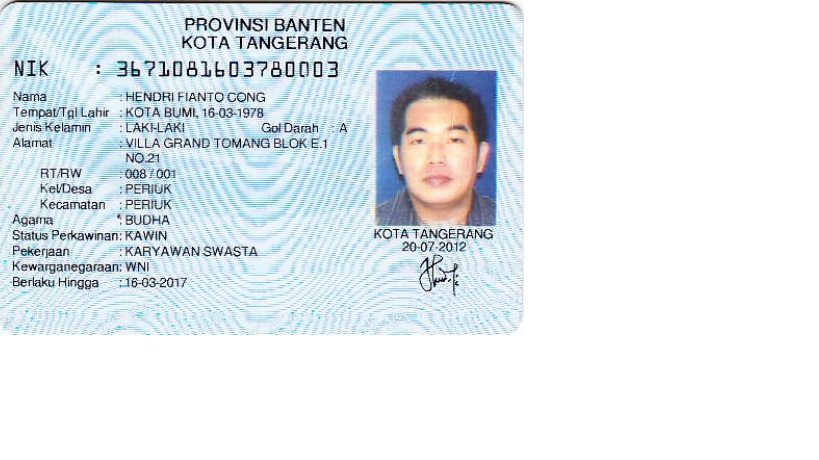 PROVINSI BANTEN
KOTA TANGERANG
NIK : 3671081603780003
Nama : HENDRI FIANTO CONG
Tempat/Tgl Lahir : KOTA BUMI, 16-03-1978
Jenis Kelamin : LAKI-LAKI Gol Darah : A
Alamat : VILLA GRAND TOMANG BLOK E.1
NO.21
RT/RW : 008 / 001
Kel/Desa : PERIUK
Kecamatan : PERIUK
Agama : BUDHA
Status Perkawinan: KAWIN
Pekerjaan : KARYAWAN SWASTA
Kewarganegaraan: WNI
Berlaku Hingga : 16-03-2017
KOTA TANGERANG
20-07-2012